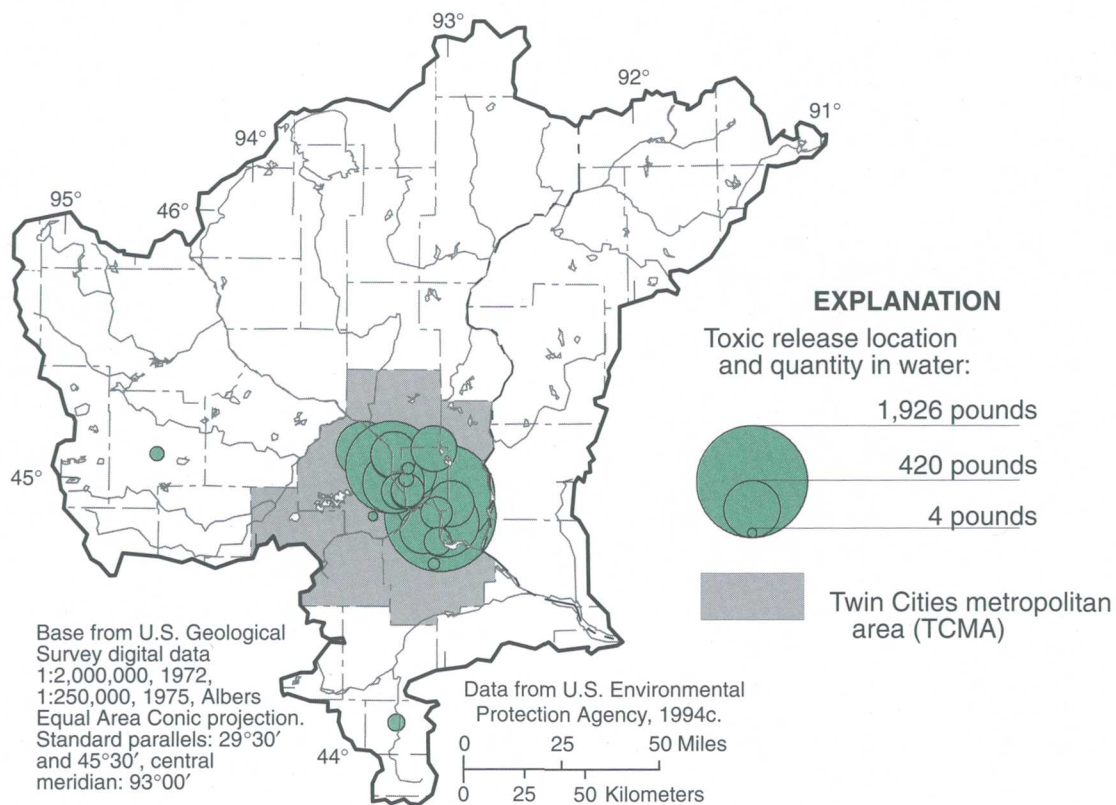 93°
92°
91°
94°
95°
46°
45°
44°
EXPLANATION
Toxic release location
and quantity in water:
1,926 pounds
420 pounds
4 pounds
Twin Cities metropolitan
area (TCMA)
Base from U.S. Geological
Survey digital data
1:2,000,000, 1972,
1:250,000, 1975, Albers
Equal Area Conic projection.
Standard parallels: 29°30′
and 45°30′, central
meridian: 93°00′
Data from U.S. Environmental
Protection Agency, 1994c.
0 25 50 Miles
0 25 50 Kilometers